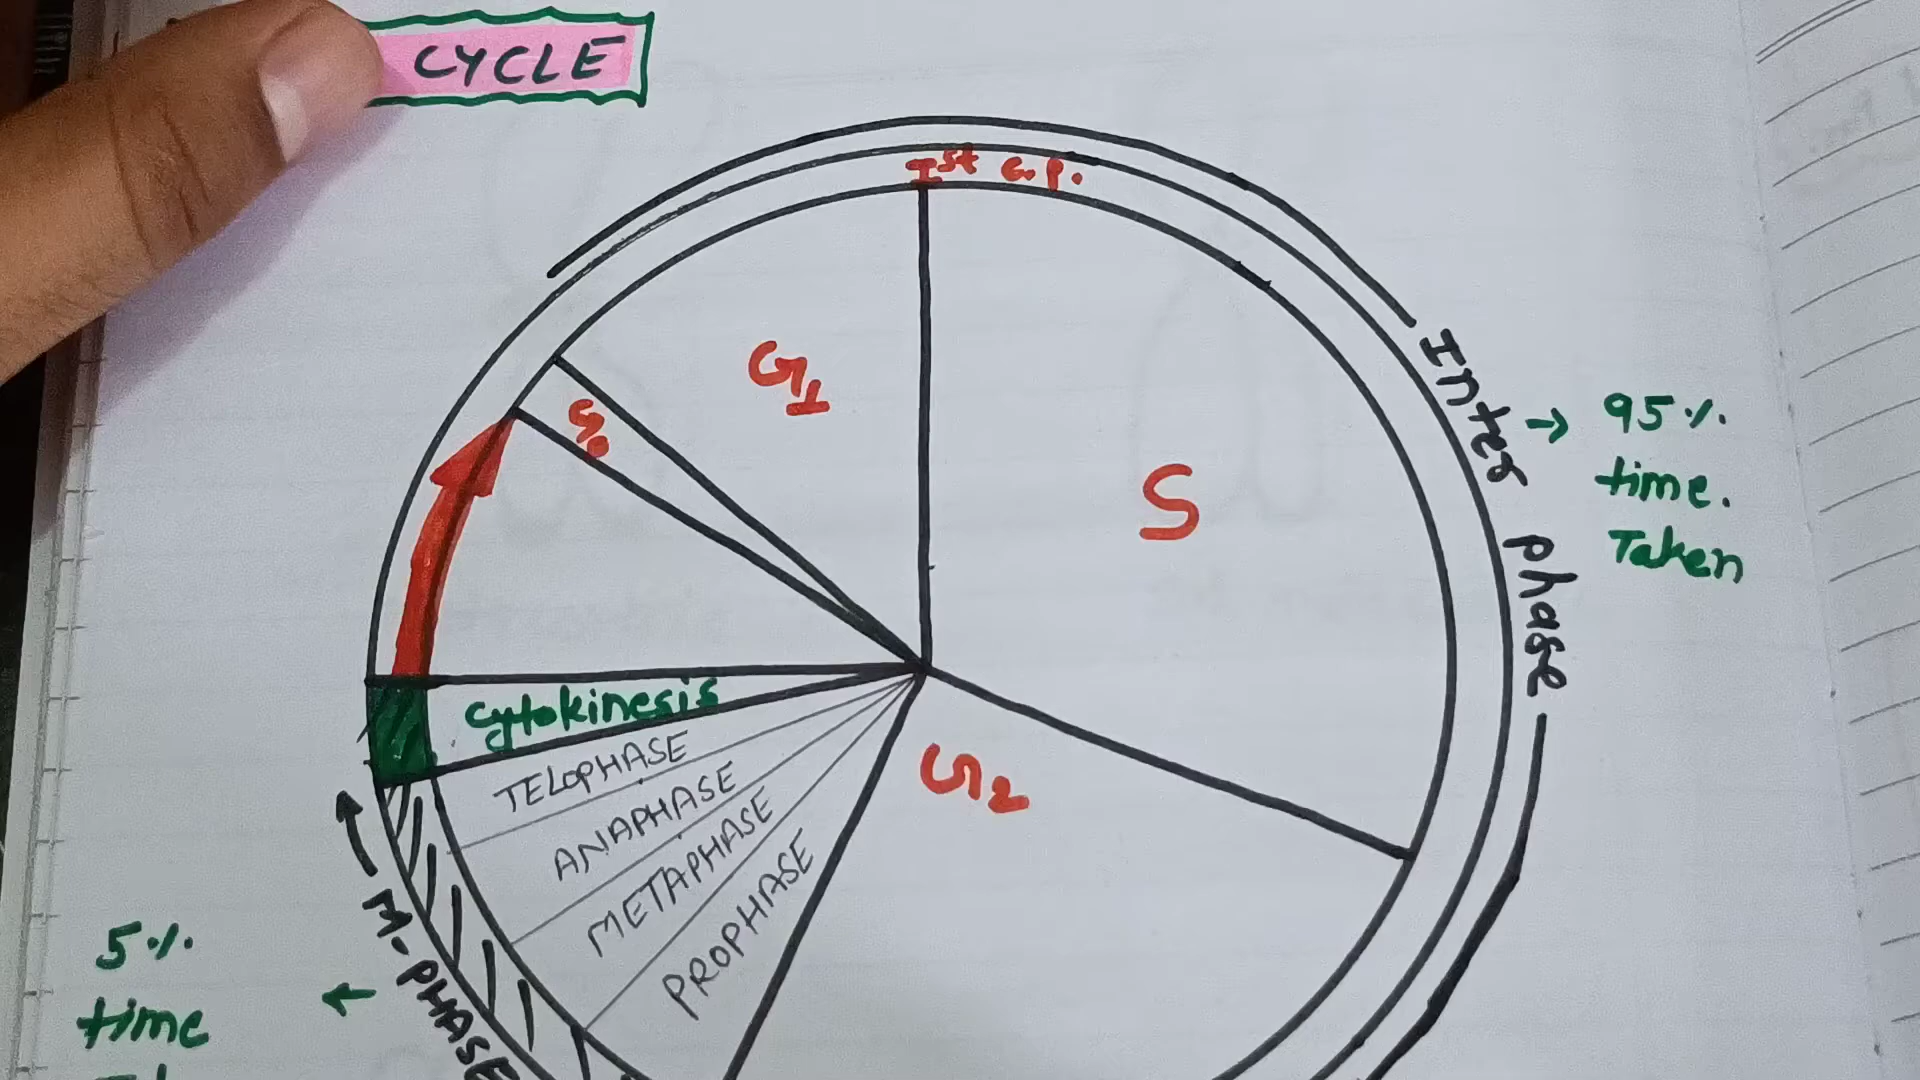 CYCLE
Ist c.p.
G1
G0
S
Inter phase
→ 95%
time.
Taken
cytokinesis
TELOPHASE
ANAPHASE
METAPHASE
PROPHASE
G2
M-PHASE
5%
time